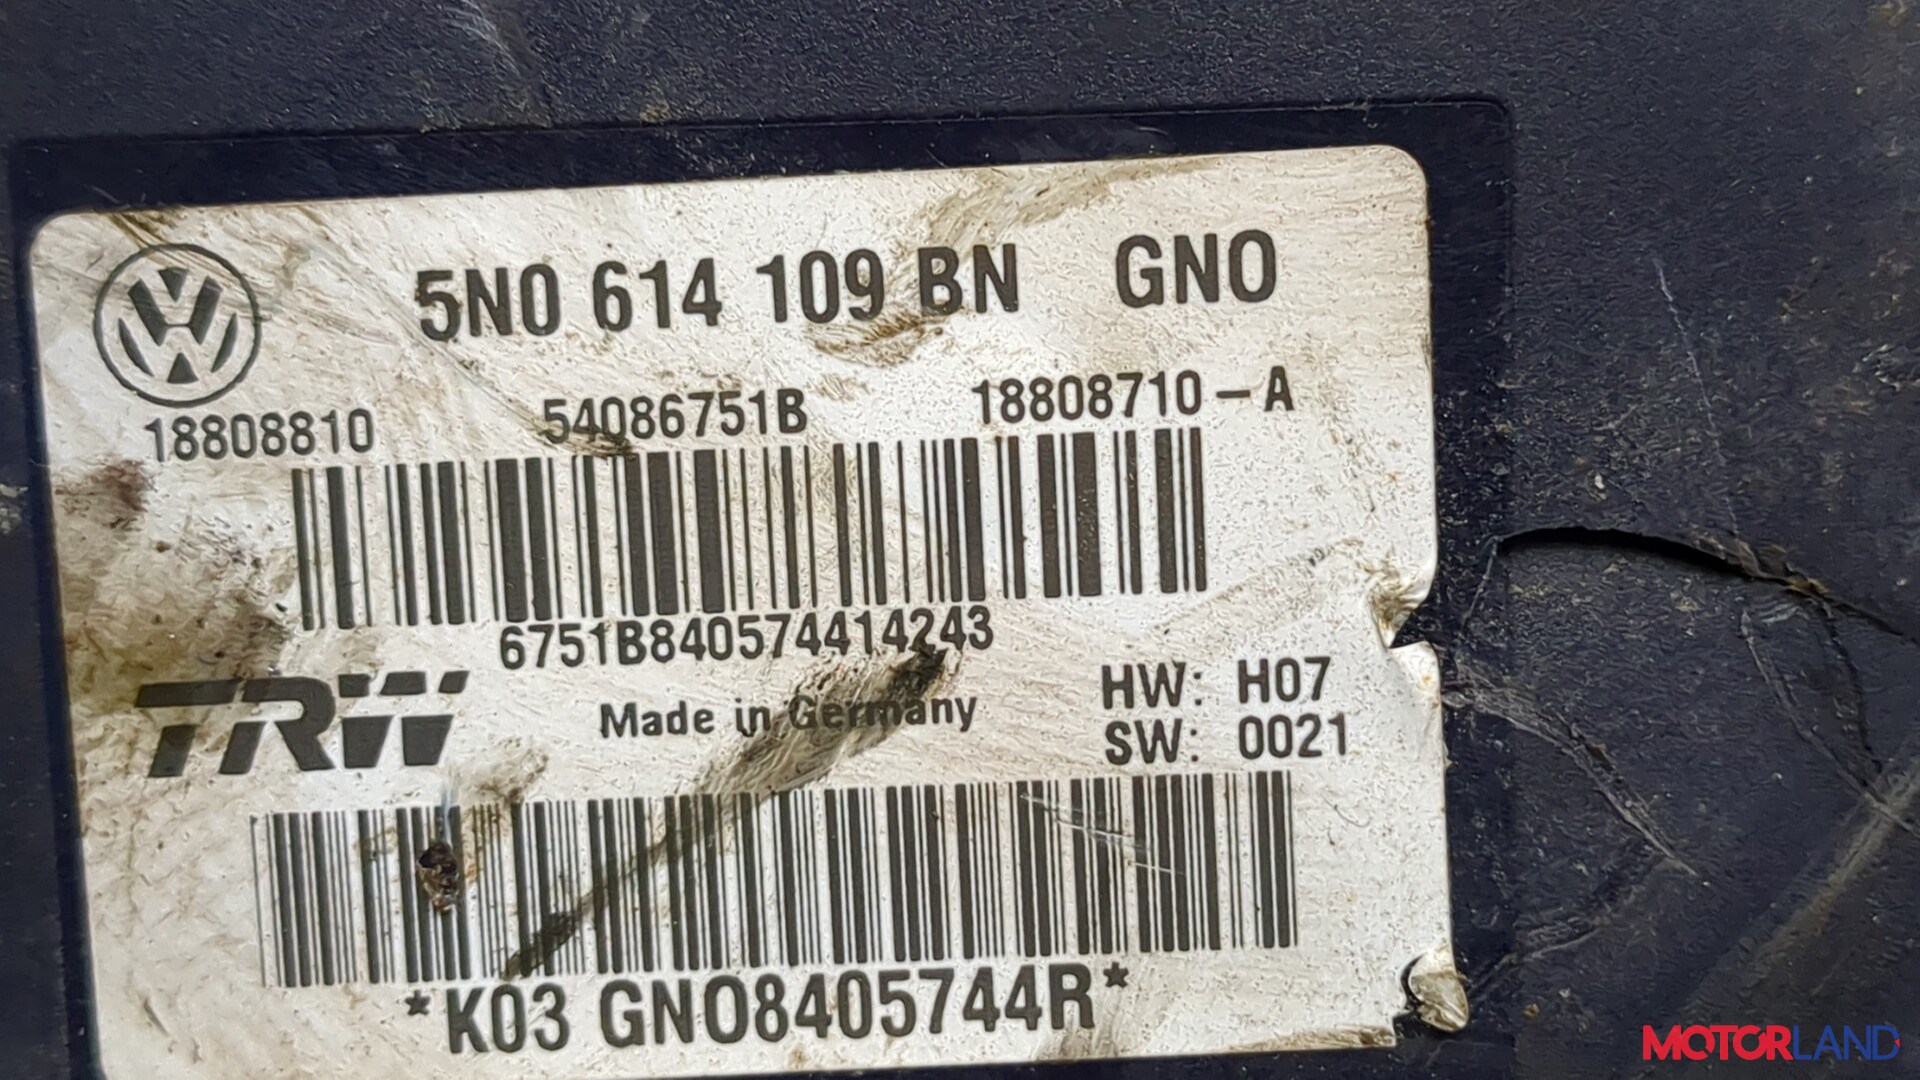 5N0 614 109 BN GNO
18808810 54086751B 18808710-A
6751B840574414243
TRW Made in Germany HW: H07
SW: 0021
*K03 GNO8405744R*
MOTORLAND